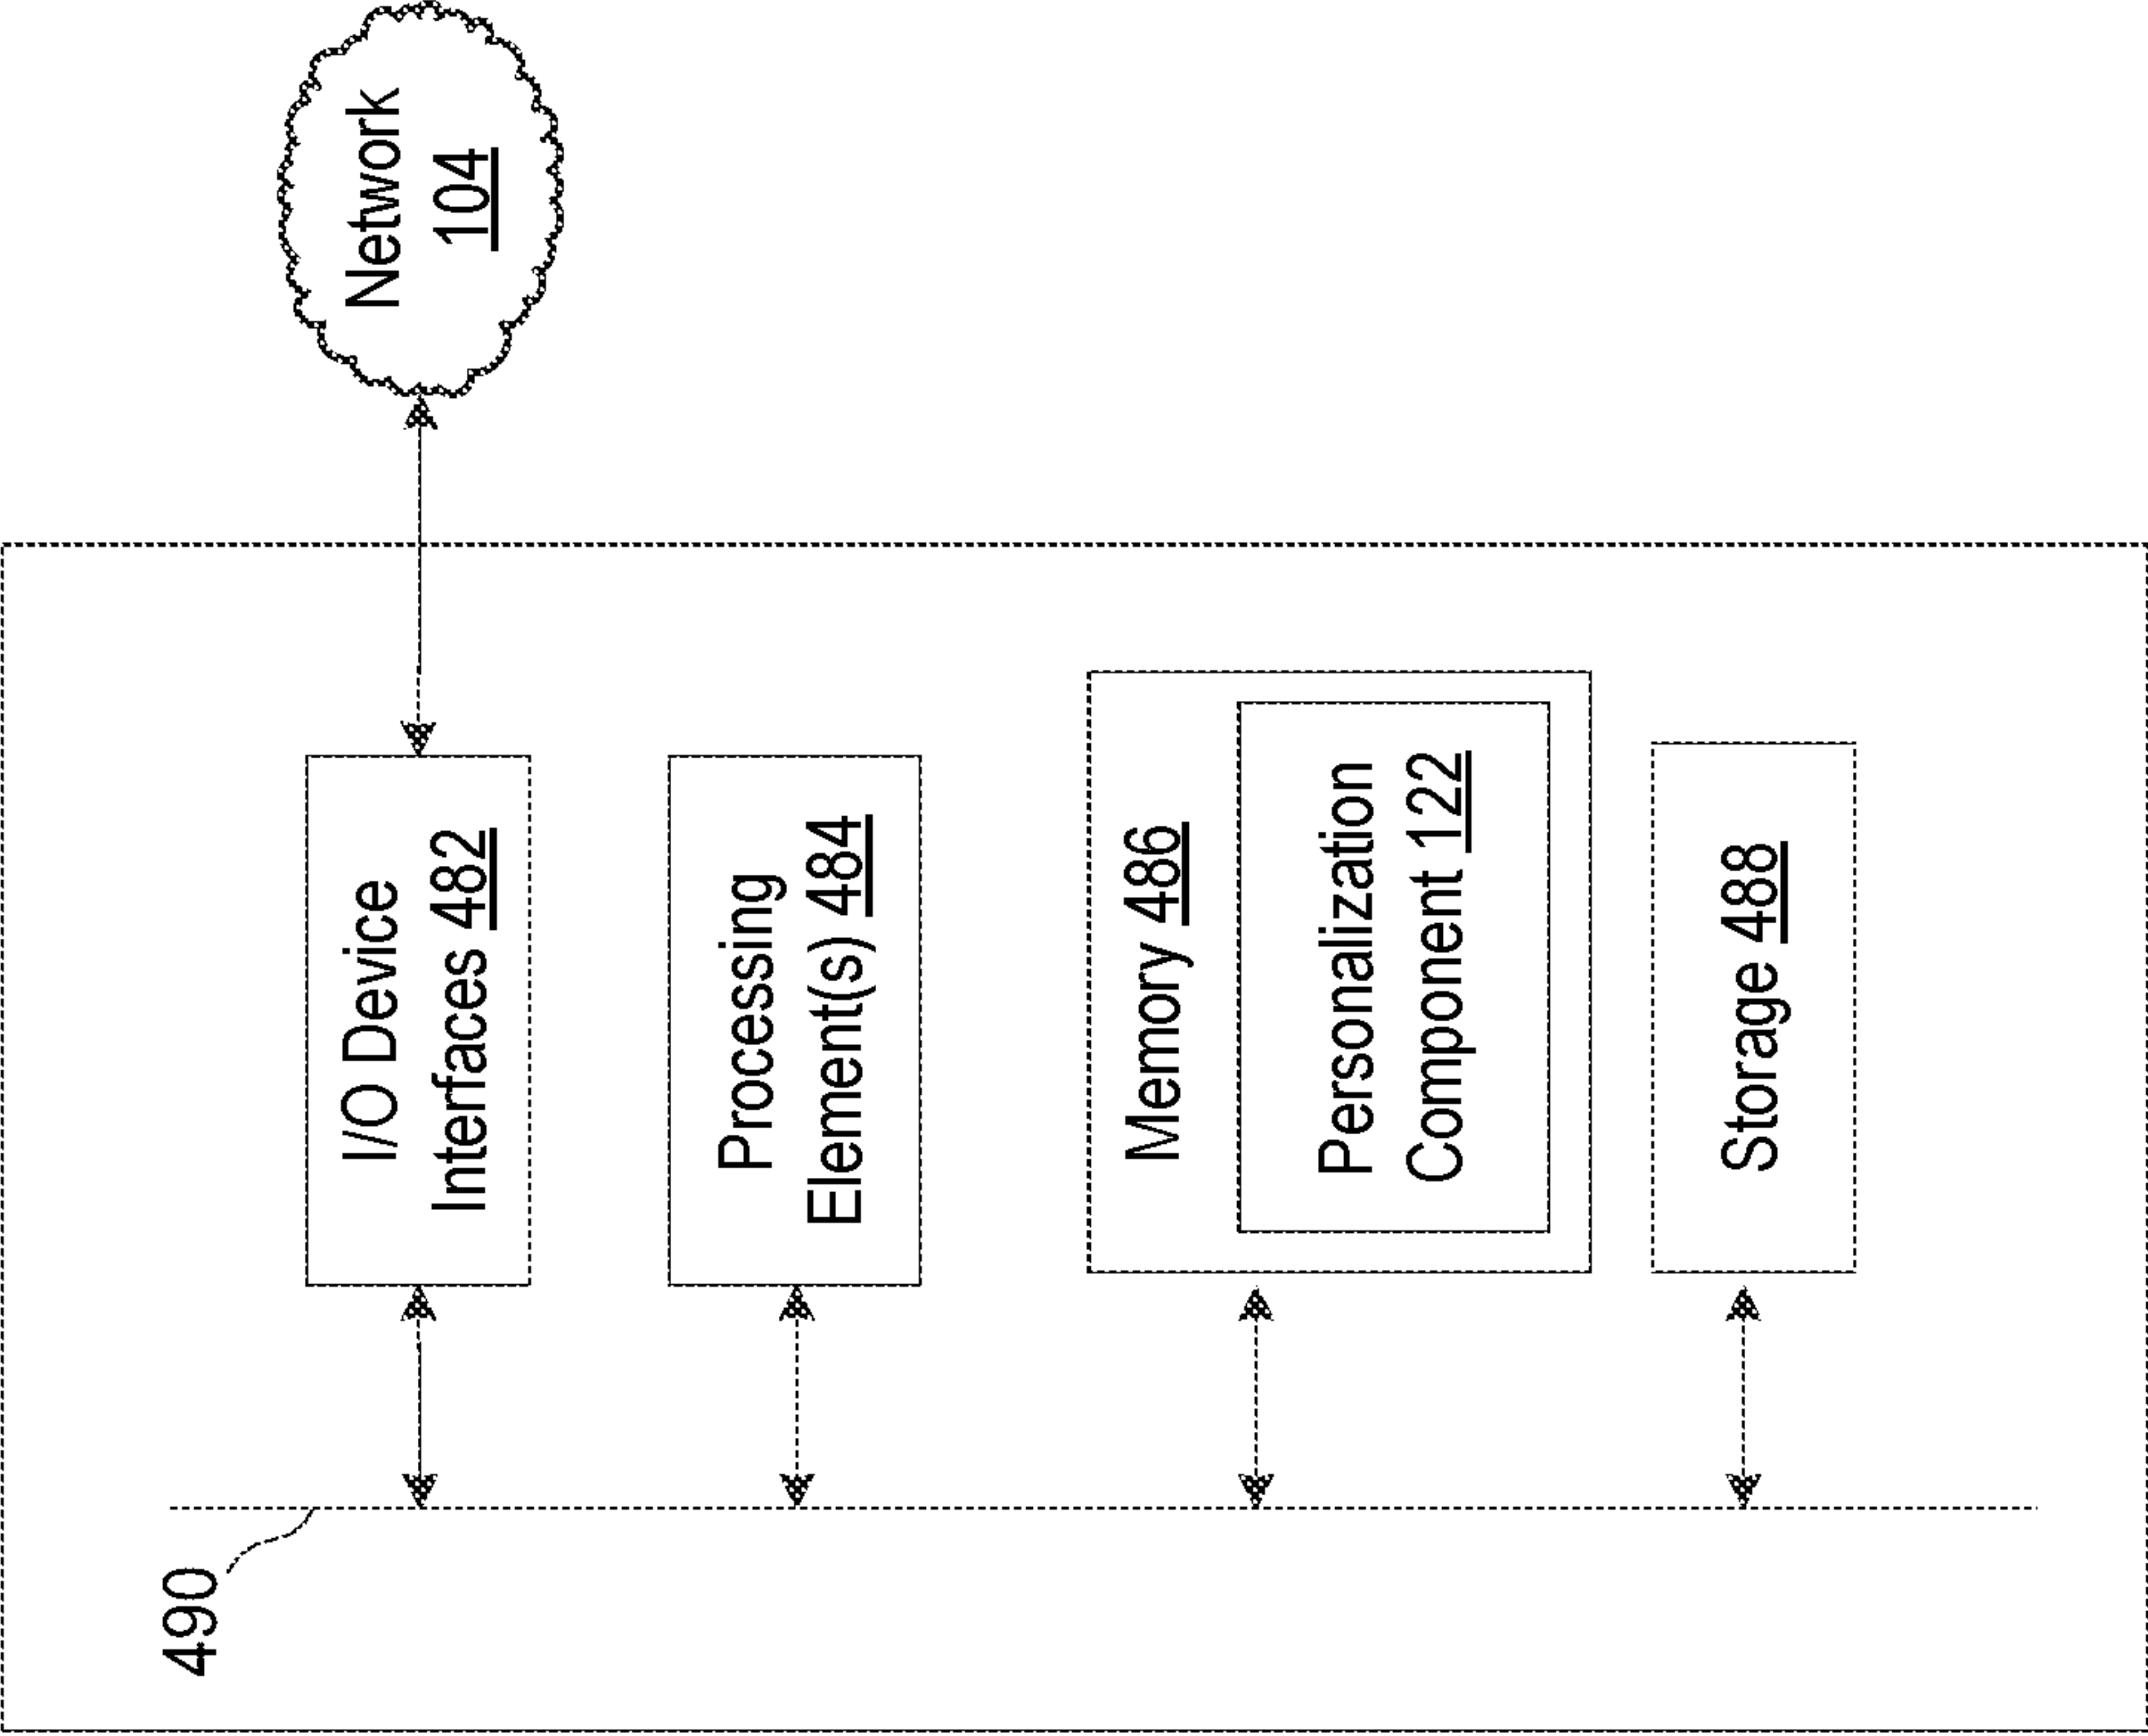 490
I/O Device
Interfaces 482
Network
104
Processing
Element(s) 484
Memory 486
Personalization
Component 122
Storage 488